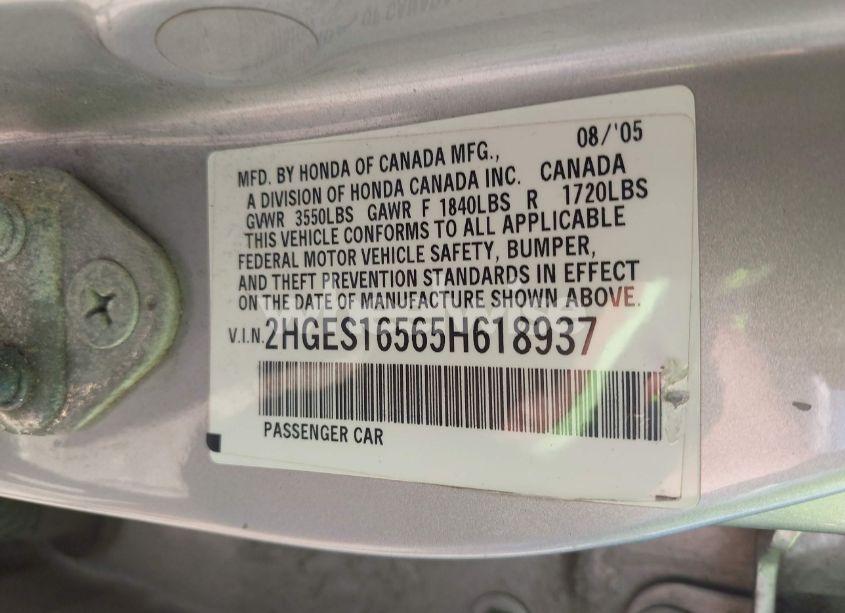 08/'05
MFD. BY HONDA OF CANADA MFG.,
A DIVISION OF HONDA CANADA INC. CANADA
GVWR 3550LBS GAWR F 1840LBS R 1720LBS
THIS VEHICLE CONFORMS TO ALL APPLICABLE
FEDERAL MOTOR VEHICLE SAFETY, BUMPER,
AND THEFT PREVENTION STANDARDS IN EFFECT
ON THE DATE OF MANUFACTURE SHOWN ABOVE.
V.I.N. 2HGES16565H618937
PASSENGER CAR